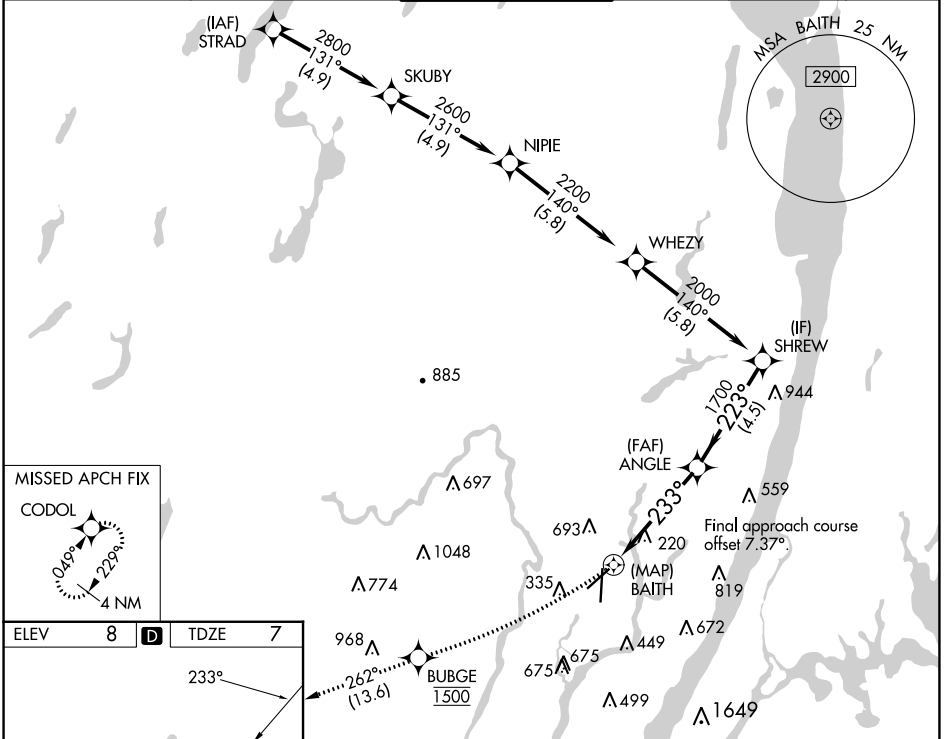 (IAF)
STRAD
2800
131°
(4.9)
SKUBY
2600
131°
(4.9)
NIPIE
2200
140°
(5.8)
WHEZY
2000
140°
(5.8)
(IF)
SHREW
MSA BAITH 25 NM
2900
944
1700
223°
(4.5)
885
(FAF)
ANGLE
233°
559
Final approach course
offset 7.37°.
697
693
220
1048
(MAP)
BAITH
774
335
819
672
968
449
675
675
BUBGE
1500
262°
(13.6)
499
1649
MISSED APCH FIX
CODOL
049°
229°
4 NM
ELEV 8 D TDZE 7
233°